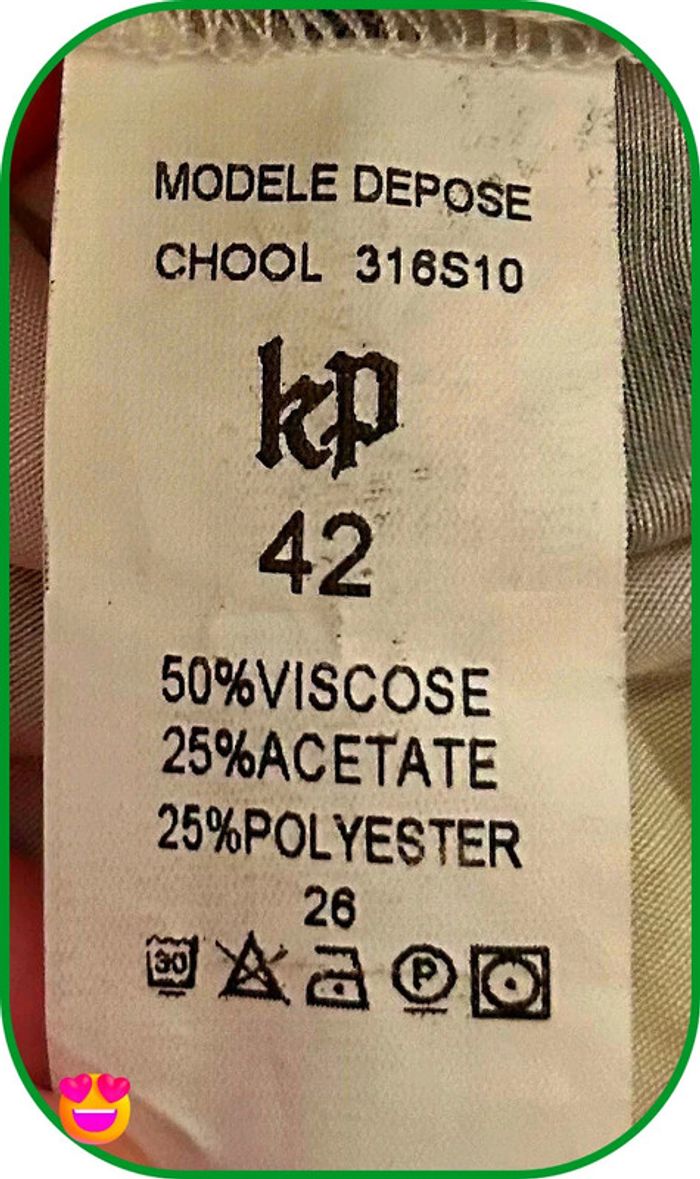 MODELE DEPOSE
CHOOL 316S10
kp
42
50%VISCOSE
25%ACETATE
25%POLYESTER
26
30 P